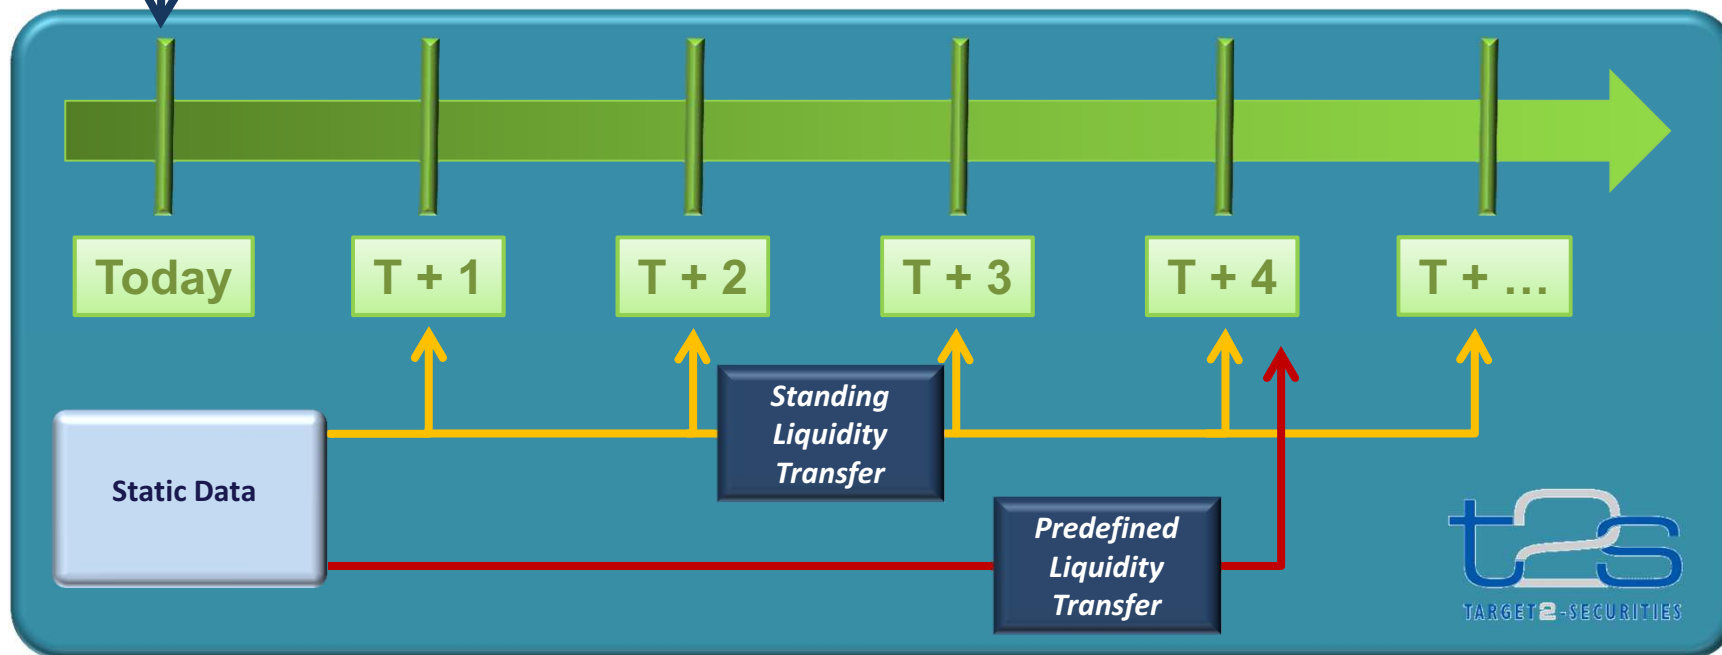 Today
T + 1
T + 2
T + 3
T + 4
T + ...
Standing
Liquidity
Transfer
Static Data
Predefined
Liquidity
Transfer
t2s
TARGET2-SECURITIES